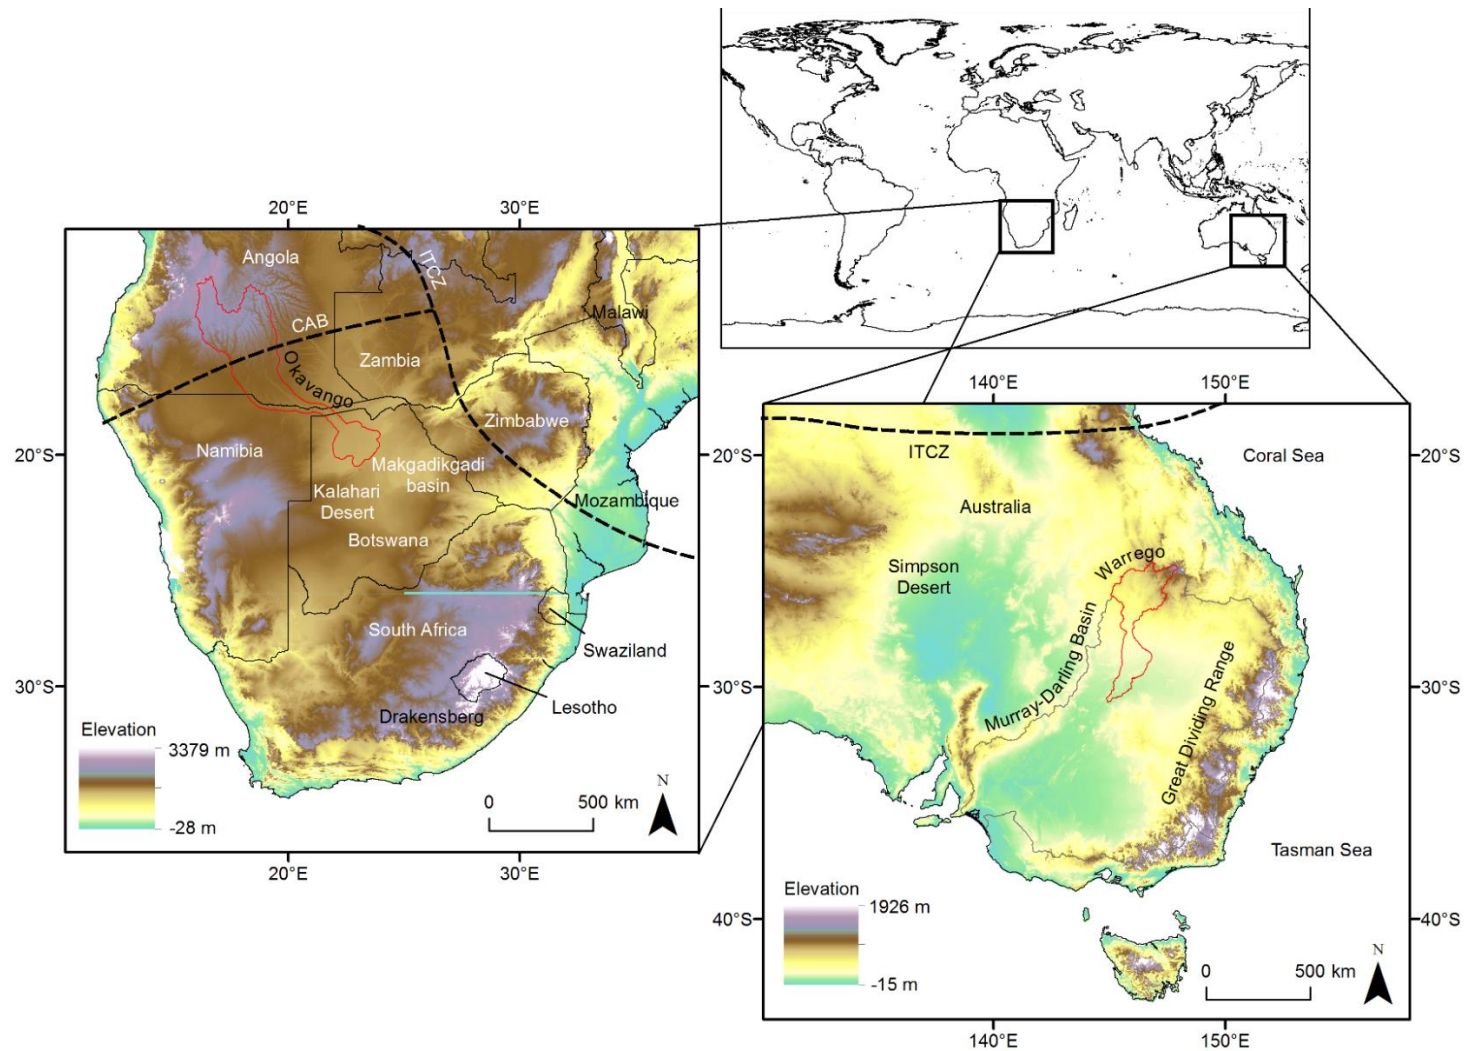 20°E
30°E
Angola
ITCZ
Malawi
CAB
Okavango
Zambia
Zimbabwe
20°S
Namibia
Makgadikgadi
basin
Kalahari
Desert
Mozambique
Botswana
South Africa
Swaziland
30°S
Lesotho
Drakensberg
Elevation
3379 m
-28 m
0
500 km
N
20°E
30°E
140°E
150°E
20°S
20°S
ITCZ
Coral Sea
Australia
Warrego
Simpson
Desert
Murray-Darling Basin
30°S
30°S
Great Dividing Range
Tasman Sea
Elevation
1926 m
-15 m
40°S
40°S
0
500 km
N
140°E
150°E